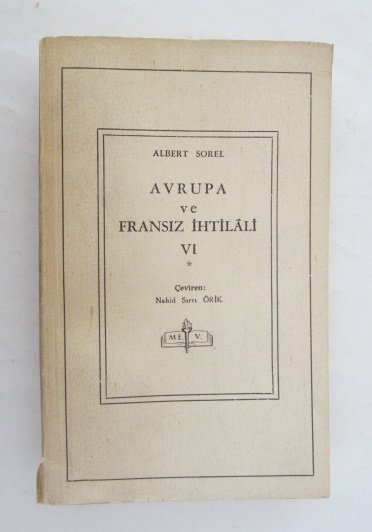 ALBERT SOREL
AVRUPA
ve
FRANSIZ İHTİLÂLİ
VI
*
Çeviren:
Nahid Sırrı ÖRİK
M E V.